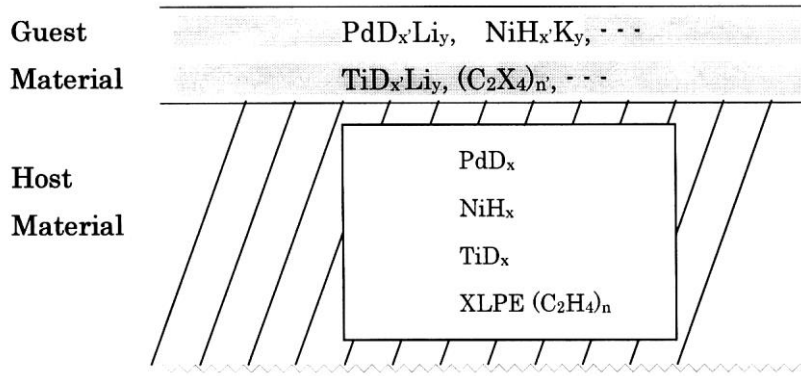 Guest PdDx'Liy, NiHx'Ky, - - -
Material TiDx'Liy, (C2X4)n', - - -
PdDx
Host
NiHx
Material
TiDx
XLPE (C2H4)n